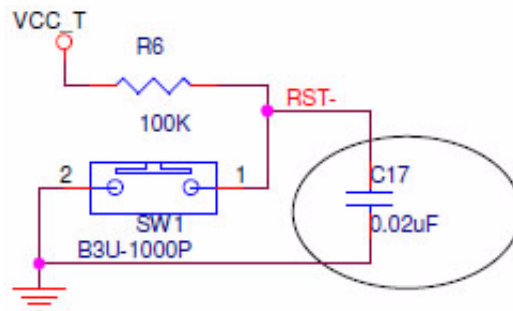 VCC_T
R6
RST-
100K
2
1
C17
SW1
0.02uF
B3U-1000P